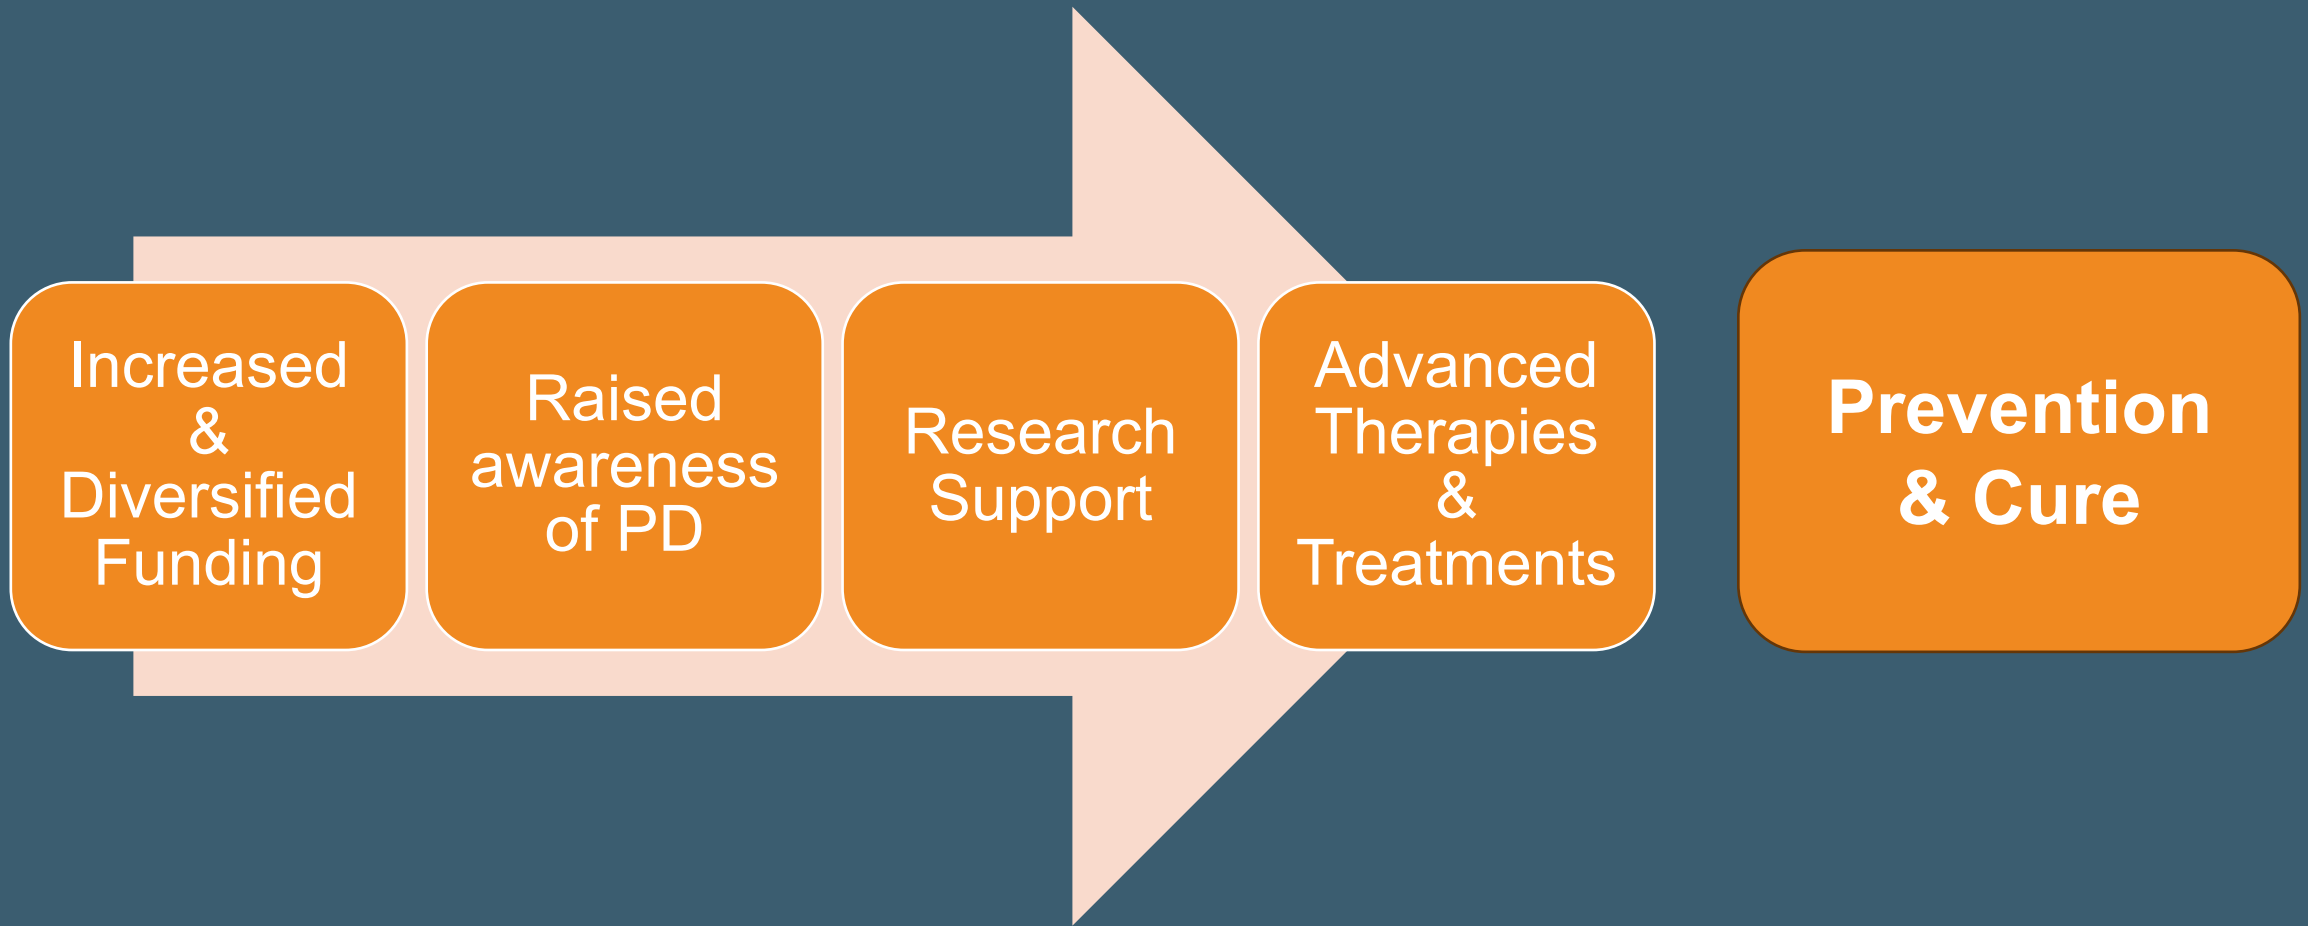 Increased
&
Diversified
Funding
Raised
awareness
of PD
Research
Support
Advanced
Therapies
&
Treatments
Prevention
& Cure